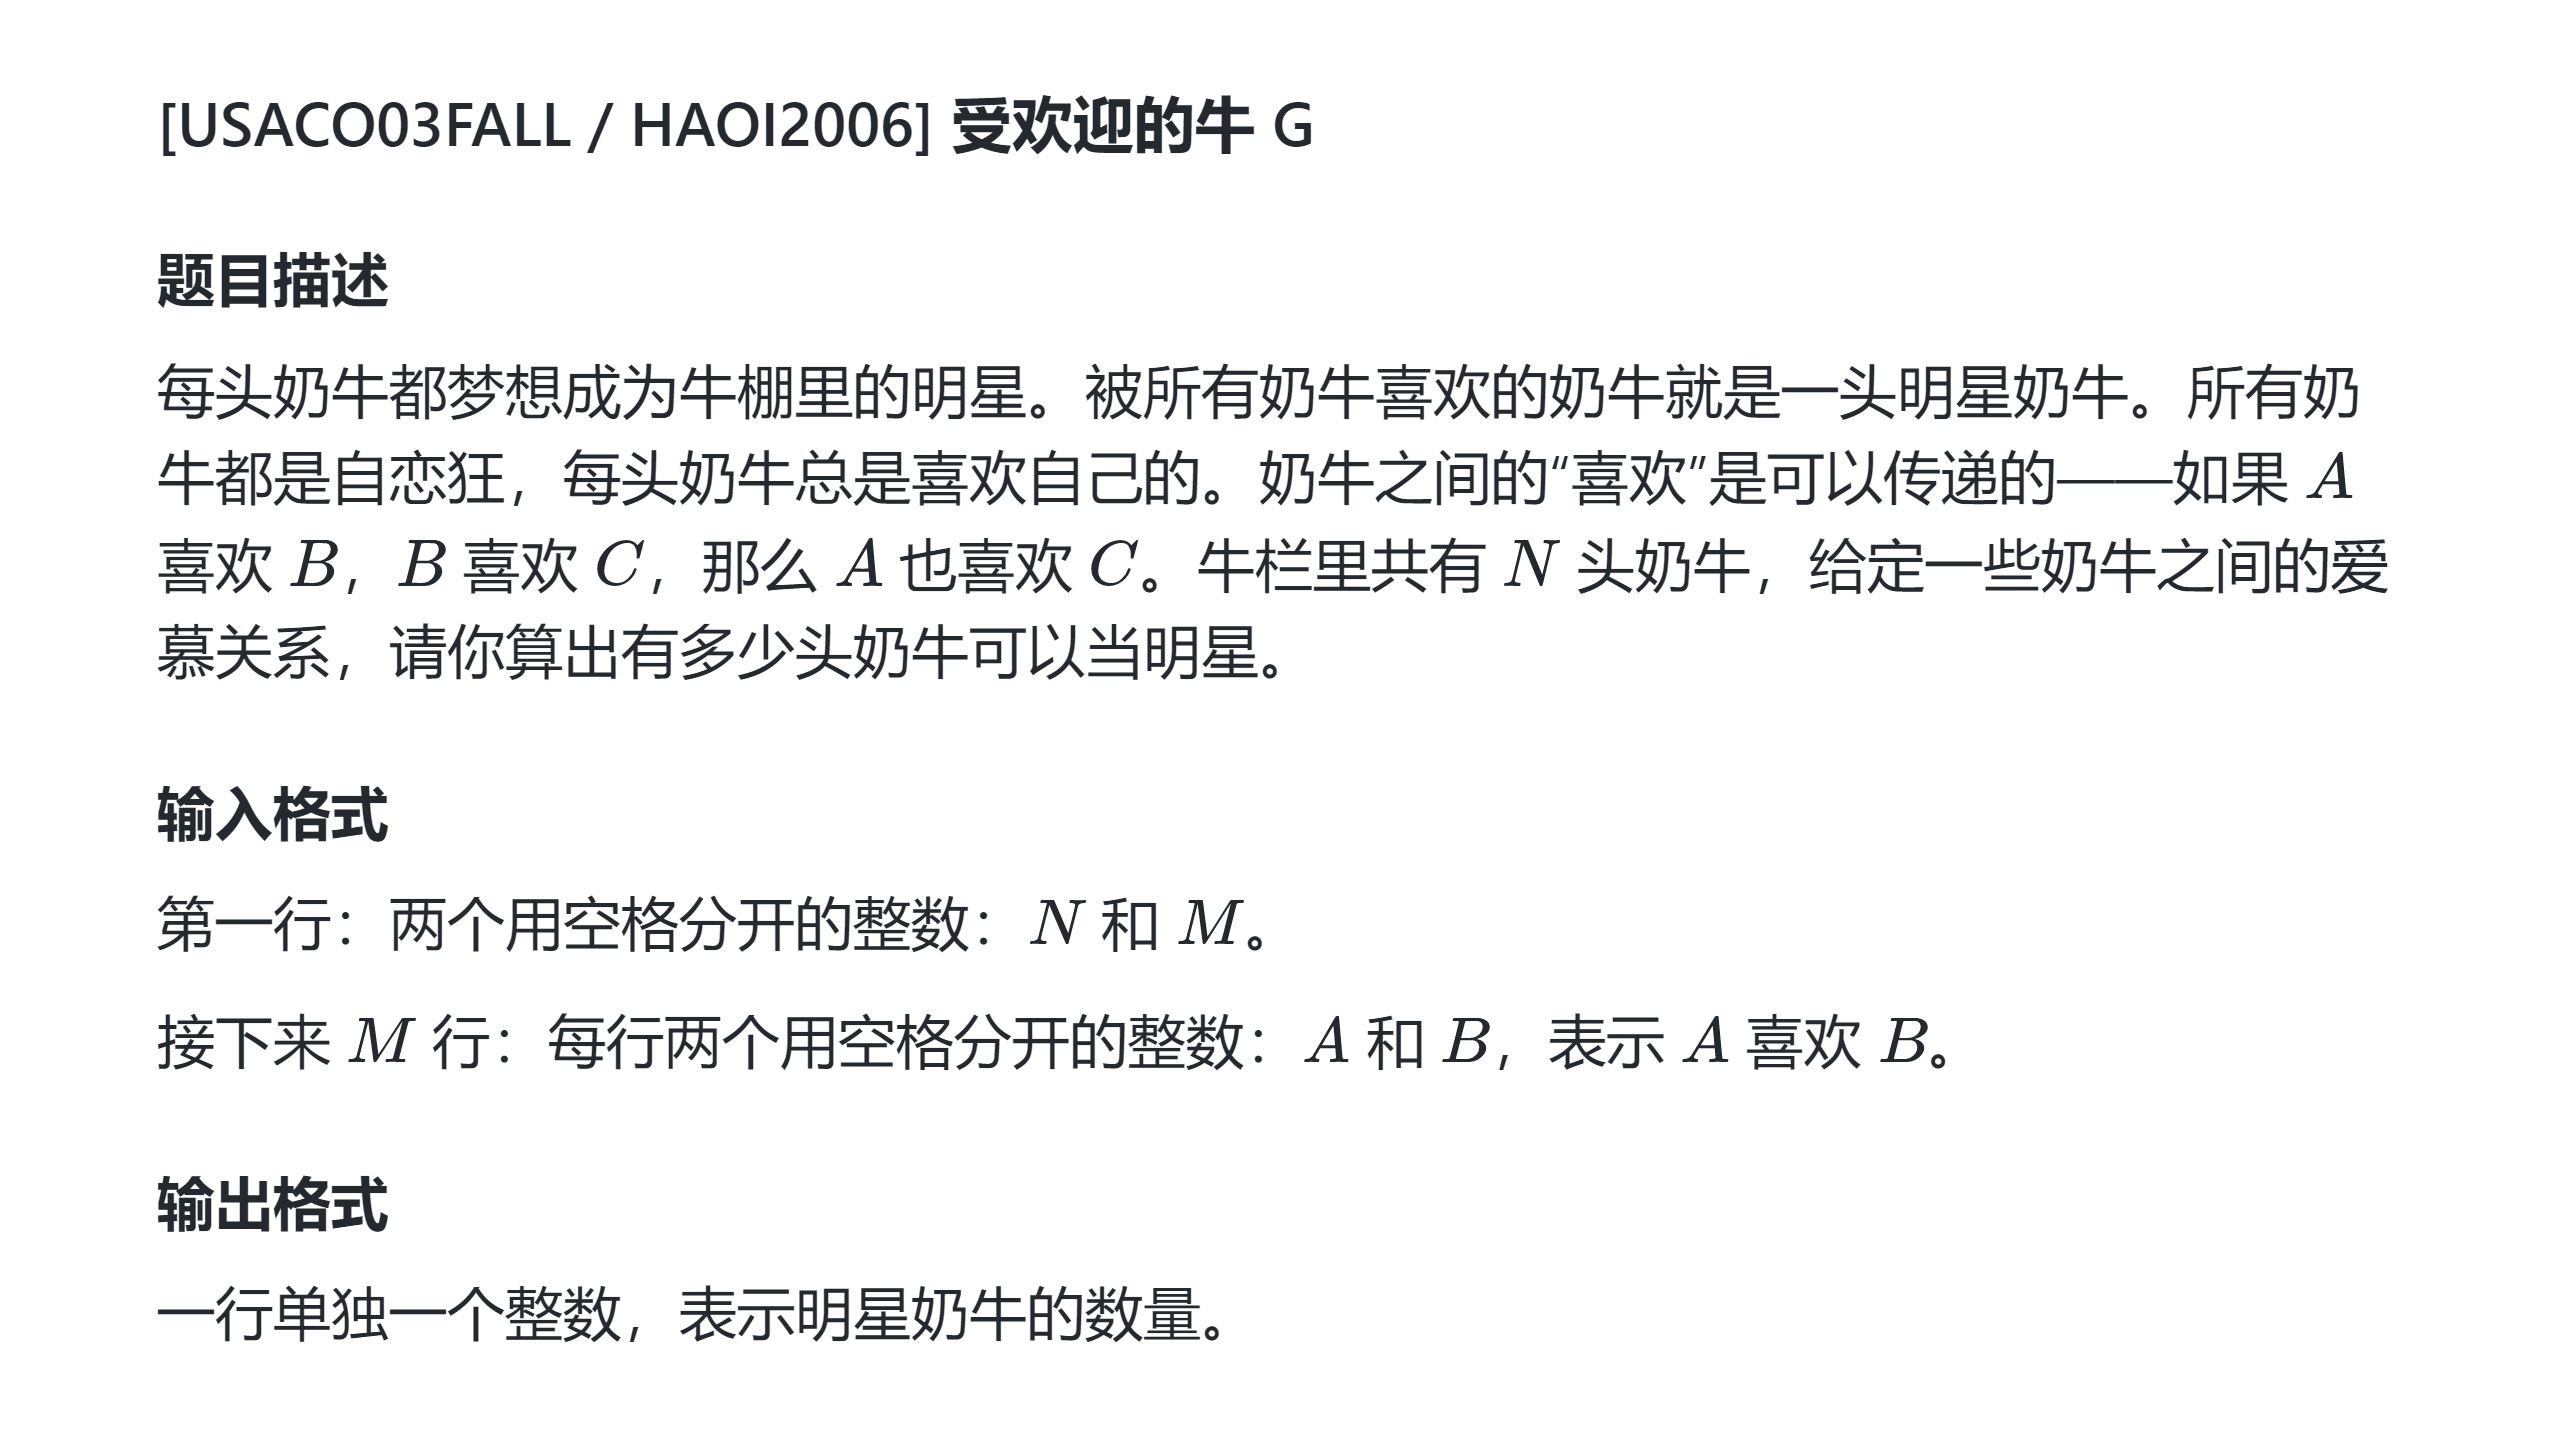 [USACO03FALL / HAOI2006] 受欢迎的牛 G
题目描述
每头奶牛都梦想成为牛棚里的明星。被所有奶牛喜欢的奶牛就是一头明星奶牛。所有奶
牛都是自恋狂，每头奶牛总是喜欢自己的。奶牛之间的“喜欢”是可以传递的——如果 A
喜欢 B，B 喜欢 C，那么 A 也喜欢 C。牛栏里共有 N 头奶牛，给定一些奶牛之间的爱
慕关系，请你算出有多少头奶牛可以当明星。
输入格式
第一行：两个用空格分开的整数：N 和 M。
接下来 M 行：每行两个用空格分开的整数：A 和 B，表示 A 喜欢 B。
输出格式
一行单独一个整数，表示明星奶牛的数量。